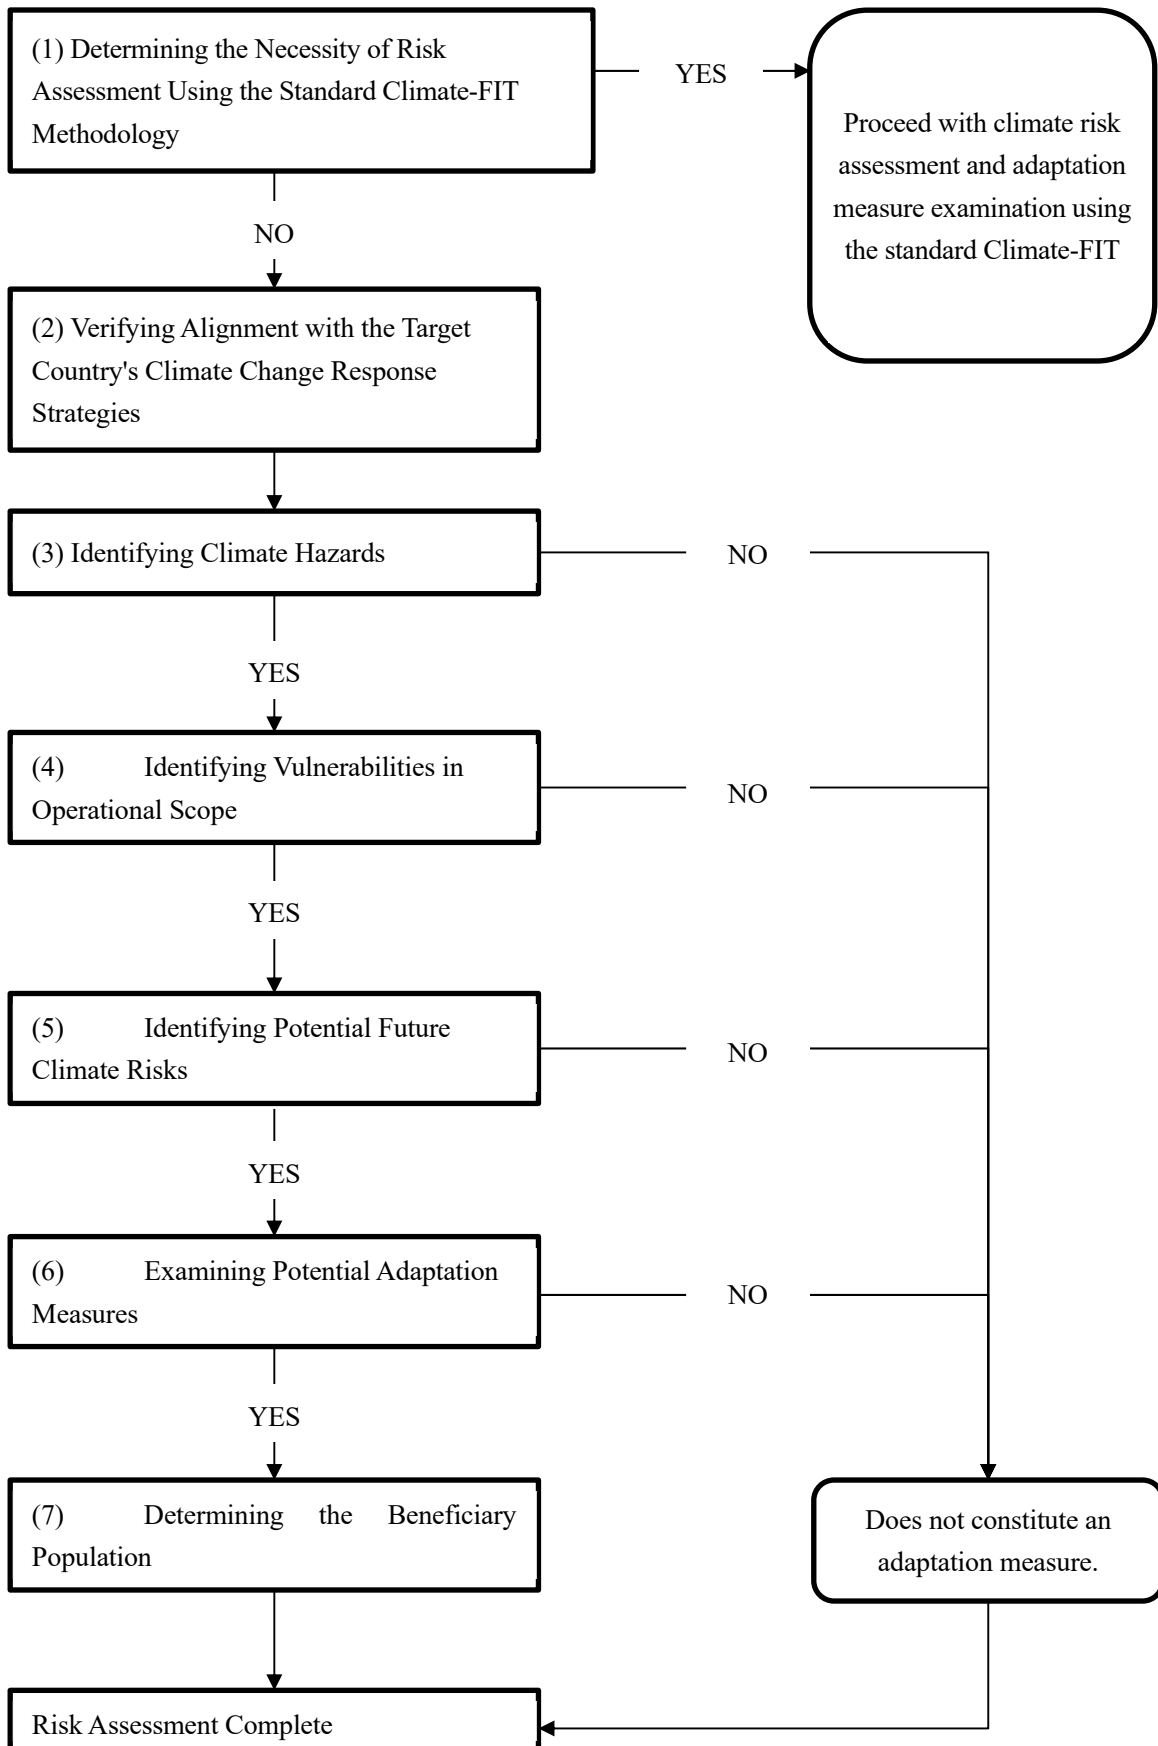 (1) Determining the Necessity of Risk
Assessment Using the Standard Climate-FIT
Methodology
YES
Proceed with climate risk
assessment and adaptation
measure examination using
the standard Climate-FIT
NO
(2) Verifying Alignment with the Target
Country's Climate Change Response
Strategies
(3) Identifying Climate Hazards
NO
YES
(4) Identifying Vulnerabilities in
Operational Scope
NO
YES
(5) Identifying Potential Future
Climate Risks
NO
YES
(6) Examining Potential Adaptation
Measures
NO
YES
(7) Determining the Beneficiary
Population
Does not constitute an
adaptation measure.
Risk Assessment Complete